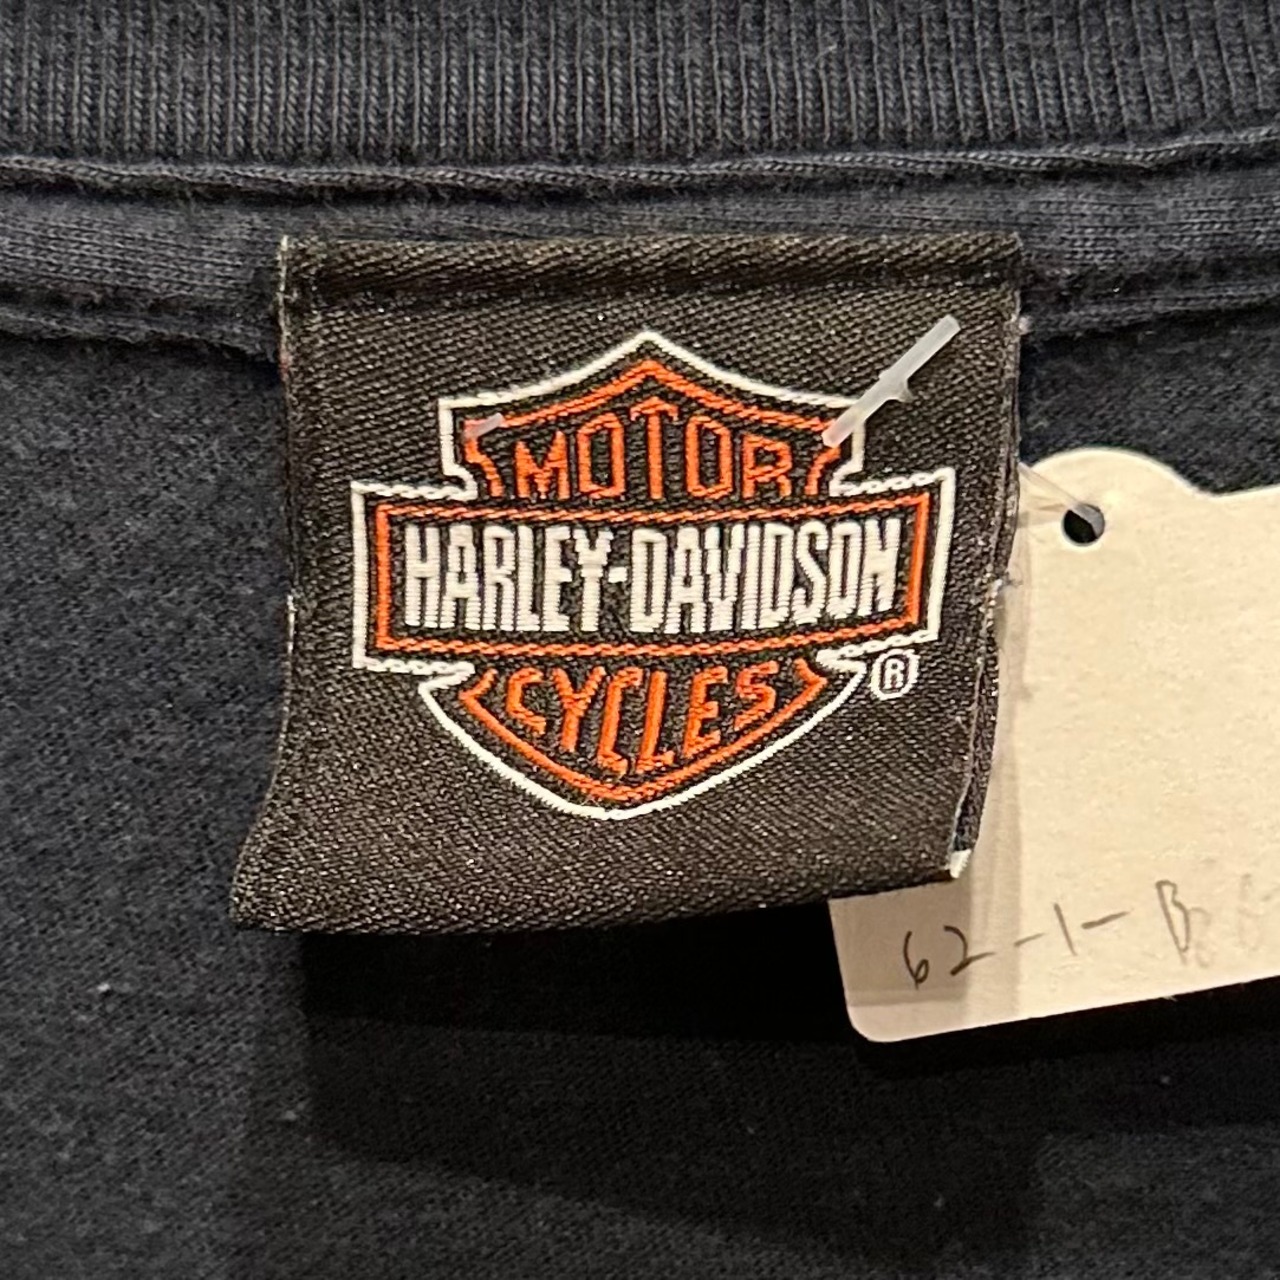 MOTOR
HARLEY-DAVIDSON
CYCLES
®
62-1-B